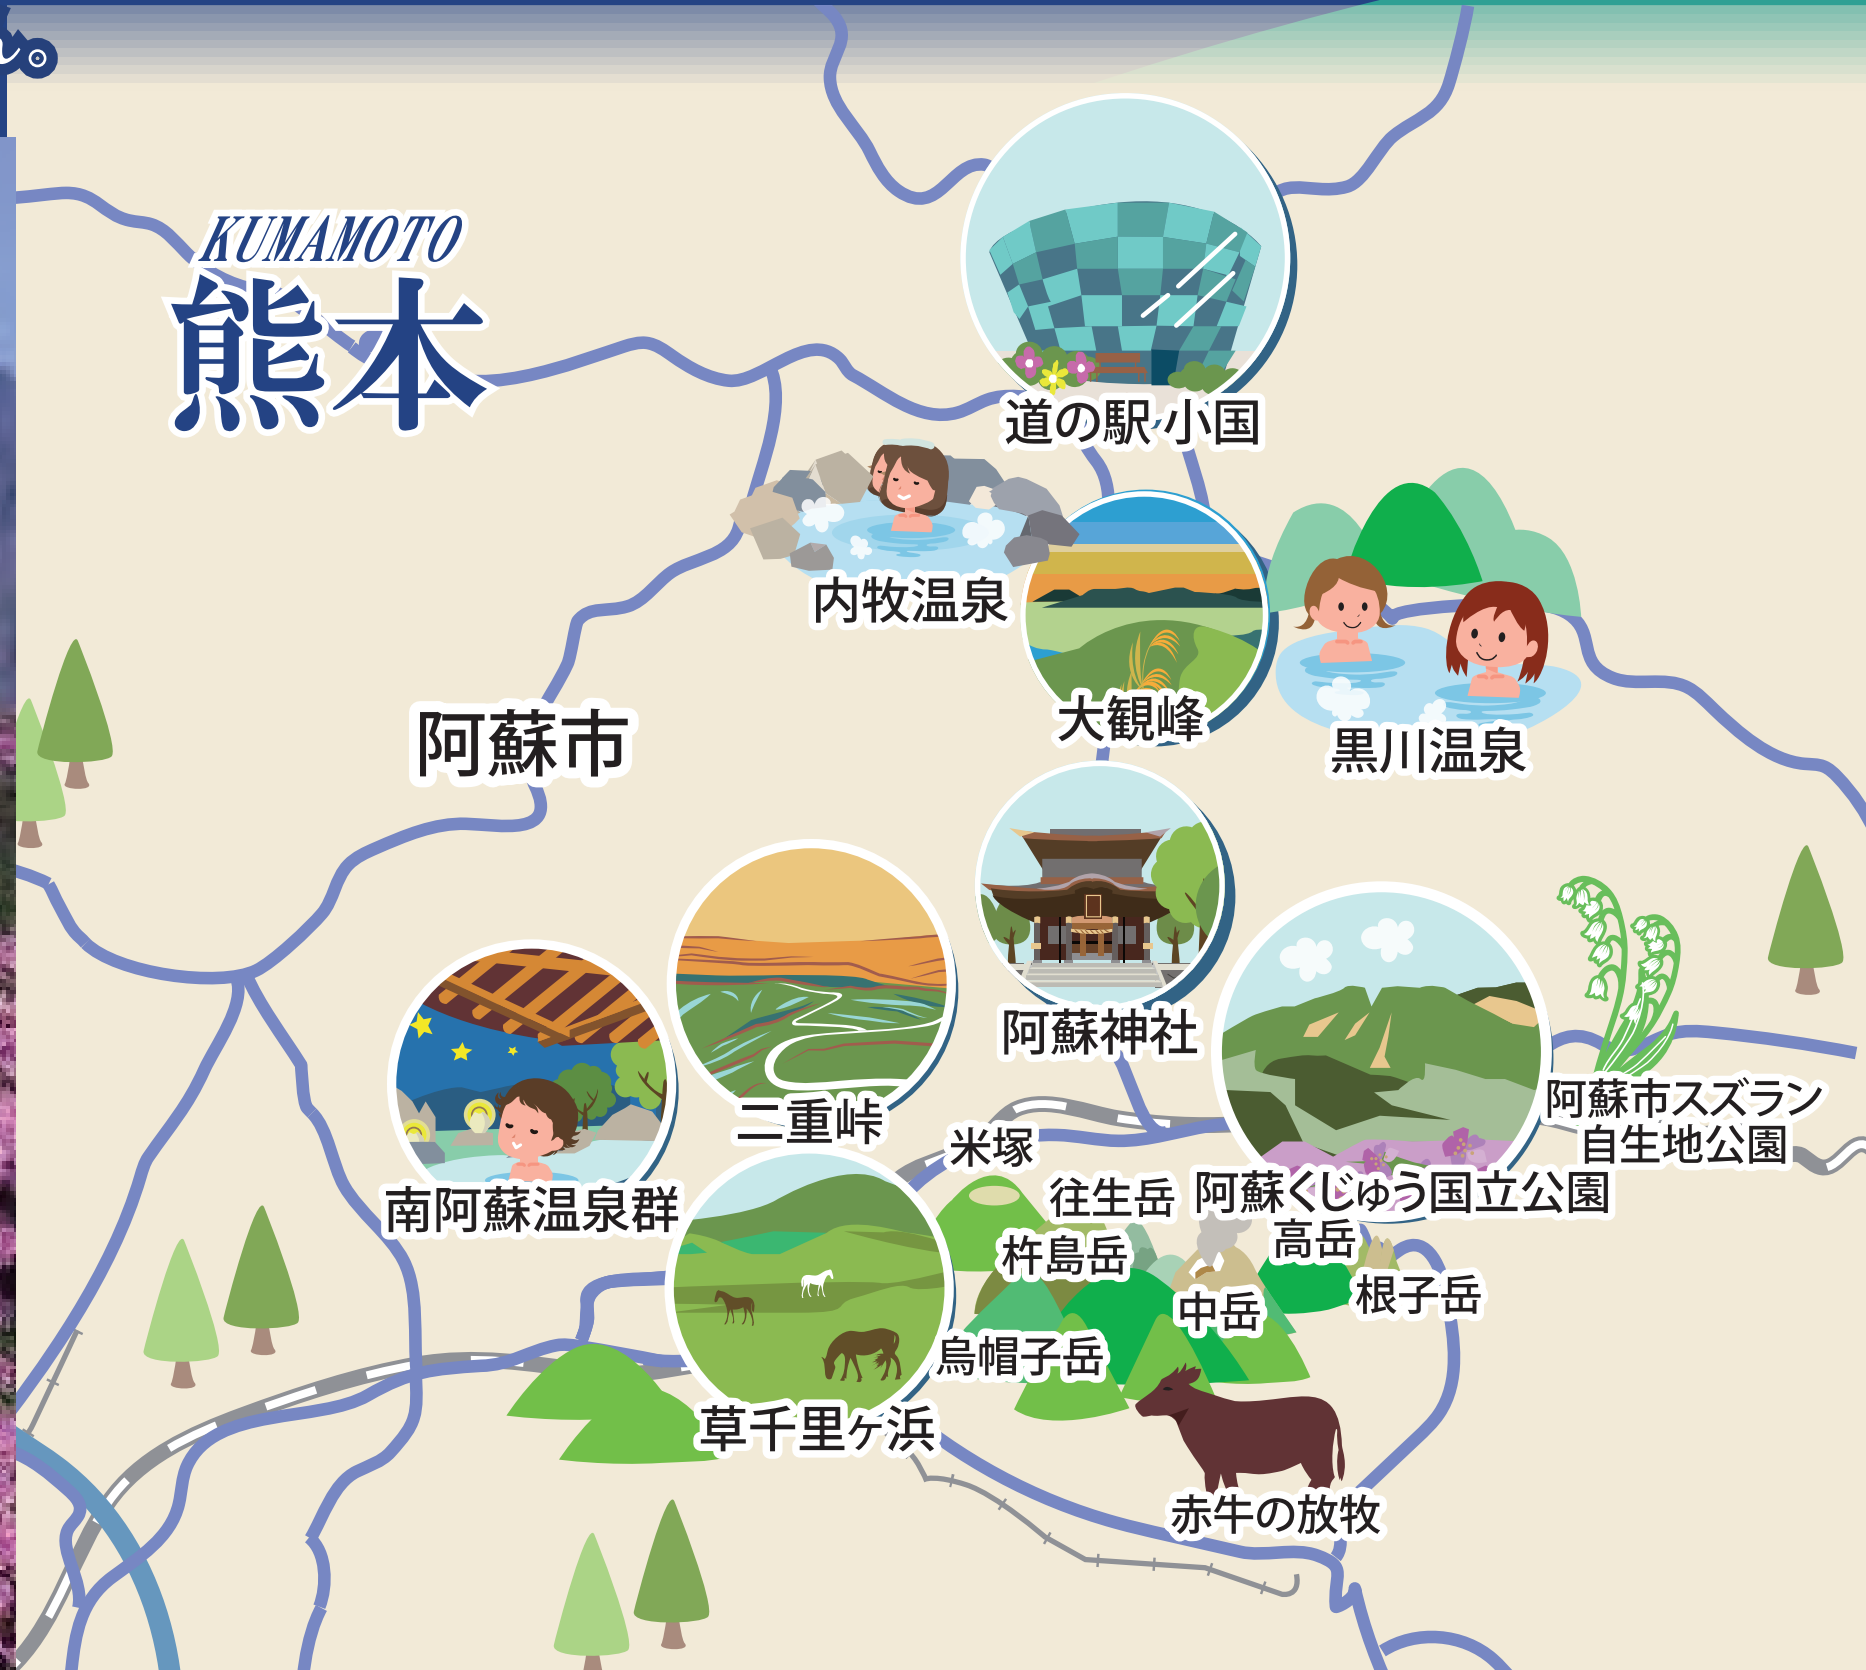 KUMAMOTO
熊本
道の駅 小国
内牧温泉
大観峰
黒川温泉
阿蘇市
阿蘇神社
二重峠
阿蘇市スズラン
自生地公園
米塚
往生岳
阿蘇くじゅう国立公園
南阿蘇温泉群
杵島岳
高岳
中岳
根子岳
烏帽子岳
草千里ヶ浜
赤牛の放牧